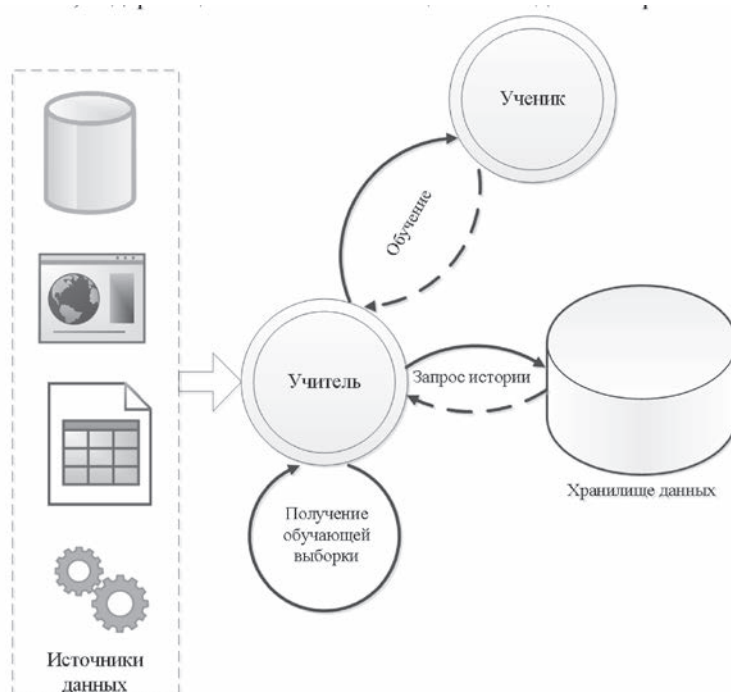 Ученик
Обучение
Учитель
Запрос истории
Хранилище данных
Получение
обучающей
выборки
Источники
данных